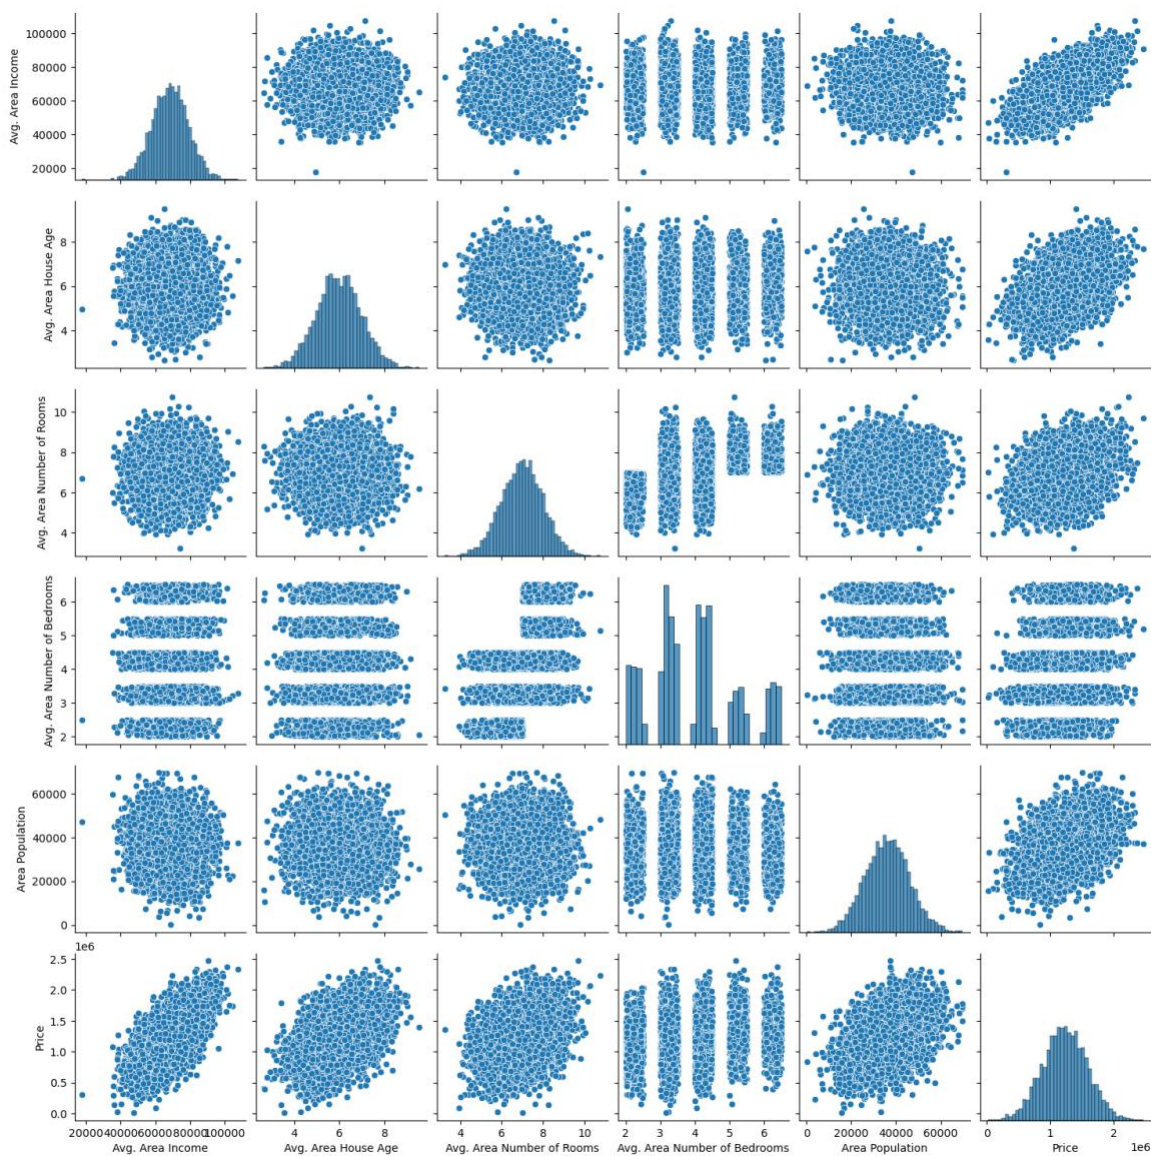 100000
80000
60000
40000
20000
Avg. Area Income
8
6
4
Avg. Area House Age
10
8
6
4
Avg. Area Number of Rooms
6
5
4
3
2
Avg. Area Number of Bedrooms
60000
40000
20000
0
Area Population
1e6
2.5
2.0
1.5
1.0
0.5
0.0
Price
20000 40000 60000 80000 100000
Avg. Area Income
4 6 8
Avg. Area House Age
4 6 8 10
Avg. Area Number of Rooms
2 3 4 5 6
Avg. Area Number of Bedrooms
0 20000 40000 60000
Area Population
0 1 2
Price
1e6